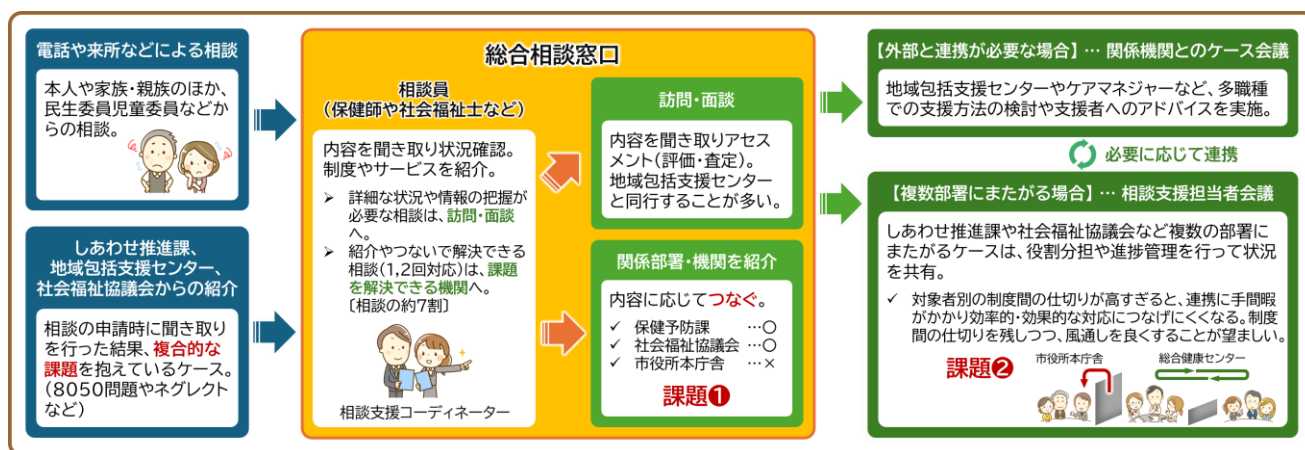 電話や来所などによる相談
本人や家族・親族のほか、
民生委員児童委員などか
らの相談。
しあわせ推進課、
地域包括支援センター、
社会福祉協議会からの紹介
相談の申請時に聞き取り
を行った結果、複合的な
課題を抱えているケース。
(8050問題やネグレクト
など)
総合相談窓口
相談員
(保健師や社会福祉士など)
内容を聞き取り状況確認。
制度やサービスを紹介。
➢ 詳細な状況や情報の把握が
必要な相談は、訪問・面談
へ。
➢ 紹介やつないで解決できる
相談(1,2回対応)は、課題
を解決できる機関へ。
〔相談の約7割〕
相談支援コーディネーター
訪問・面談
内容を聞き取りアセス
メント(評価・査定)。
地域包括支援センター
と同行することが多い。
関係部署・機関を紹介
内容に応じてつなぐ。
✓ 保健予防課 …○
✓ 社会福祉協議会 …○
✓ 市役所本庁舎 …×
課題❶
【外部と連携が必要な場合】 … 関係機関とのケース会議
地域包括支援センターやケアマネジャーなど、多職種
での支援方法の検討や支援者へのアドバイスを実施。
必要に応じて連携
【複数部署にまたがる場合】 … 相談支援担当者会議
しあわせ推進課や社会福祉協議会など複数の部署に
またがるケースは、役割分担や進捗管理を行って状況
を共有。
✓ 対象者別の制度間の仕切りが高すぎると、連携に手間暇
がかかり効率的・効果的な対応につなげにくくなる。制度
間の仕切りを残しつつ、風通しを良くすることが望ましい。
課題❷
市役所本庁舎
総合健康センター